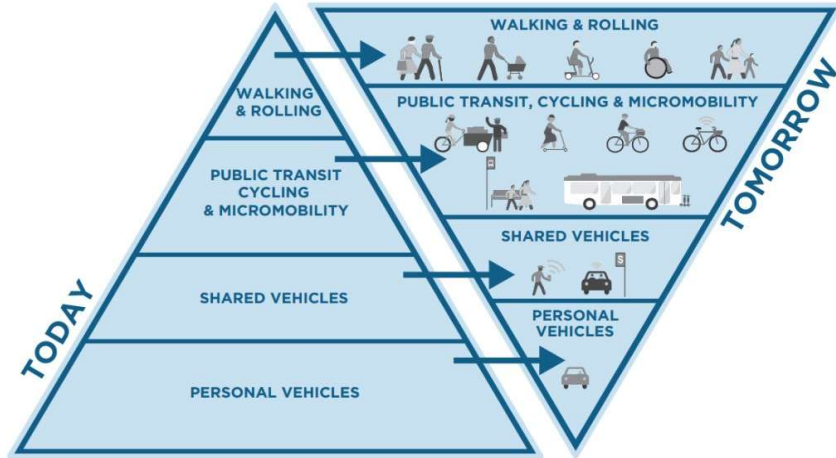 TODAY
WALKING
& ROLLING
PUBLIC TRANSIT
CYCLING
& MICROMOBILITY
SHARED VEHICLES
PERSONAL VEHICLES
TOMORROW
WALKING & ROLLING
PUBLIC TRANSIT, CYCLING & MICROMOBILITY
SHARED VEHICLES
S
PERSONAL
VEHICLES